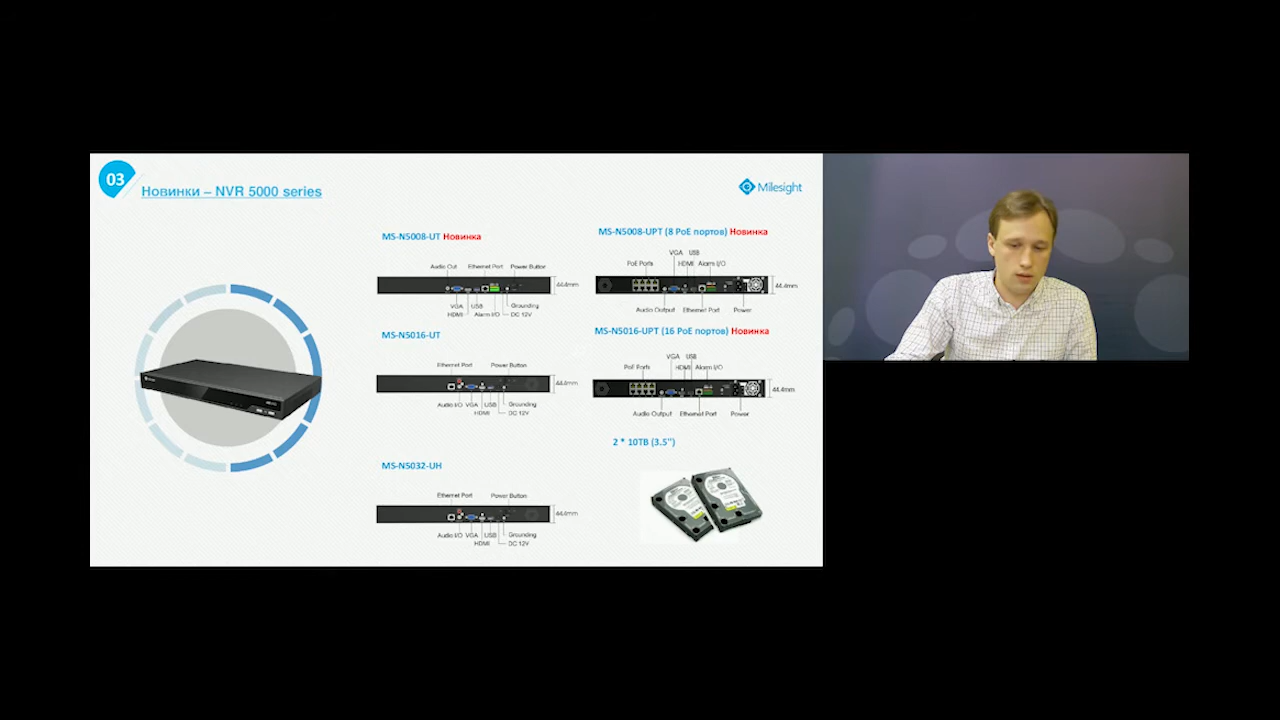 03
Новинки – NVR 5000 series
Milesight
MS-N5008-UT Новинка
Audio Out Ethernet Port Power Button
44.4mm
VGA USB Grounding
HDMI Alarm I/O DC 12V
MS-N5016-UT
Ethernet Port Power Button
44.4mm
Audio I/O VGA USB Grounding
HDMI DC 12V
MS-N5032-UH
Ethernet Port Power Button
44.4mm
Audio I/O VGA USB Grounding
HDMI DC 12V
MS-N5008-UPT (8 PoE портов) Новинка
VGA USB
PoE Ports HDMI Alarm I/O
44.4mm
Audio Output Ethernet Port Power
MS-N5016-UPT (16 PoE портов) Новинка
VGA USB
PoE Ports HDMI Alarm I/O
44.4mm
Audio Output Ethernet Port Power
2 * 10TB (3.5")